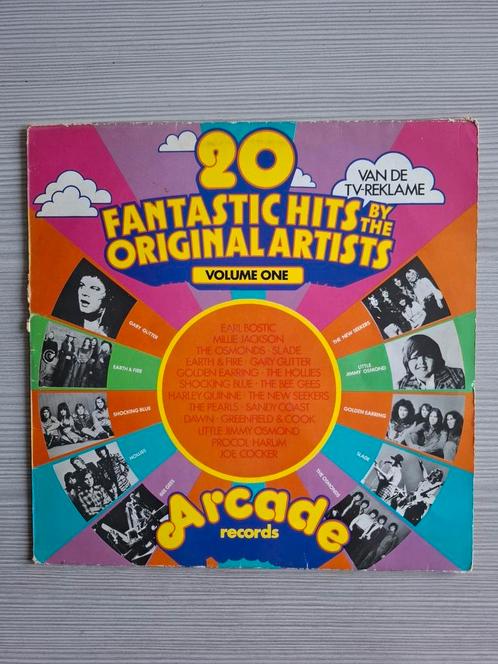 20
FANTASTIC HITS BY THE
ORIGINAL ARTISTS
VAN DE
TV-REKLAME
VOLUME ONE
EARL BOSTIC
MILLIE JACKSON
THE OSMONDS · SLADE
EARTH & FIRE · GARY GLITTER
GOLDEN EARRING · THE HOLLIES
SHOCKING BLUE · THE BEE GEES
HARLEY QUINNE · THE NEW SEEKERS
THE PEARLS · SANDY COAST
DAWN · GREENFIELD & COOK
LITTLE JIMMY OSMOND
PROCOL HARUM
JOE COCKER
GARY GLITTER
EARTH & FIRE
SHOCKING BLUE
HOLLIES
BEE GEES
THE NEW SEEKERS
LITTLE
JIMMY OSMOND
GOLDEN EARRING
SLADE
THE OSMONDS
Arcade
records